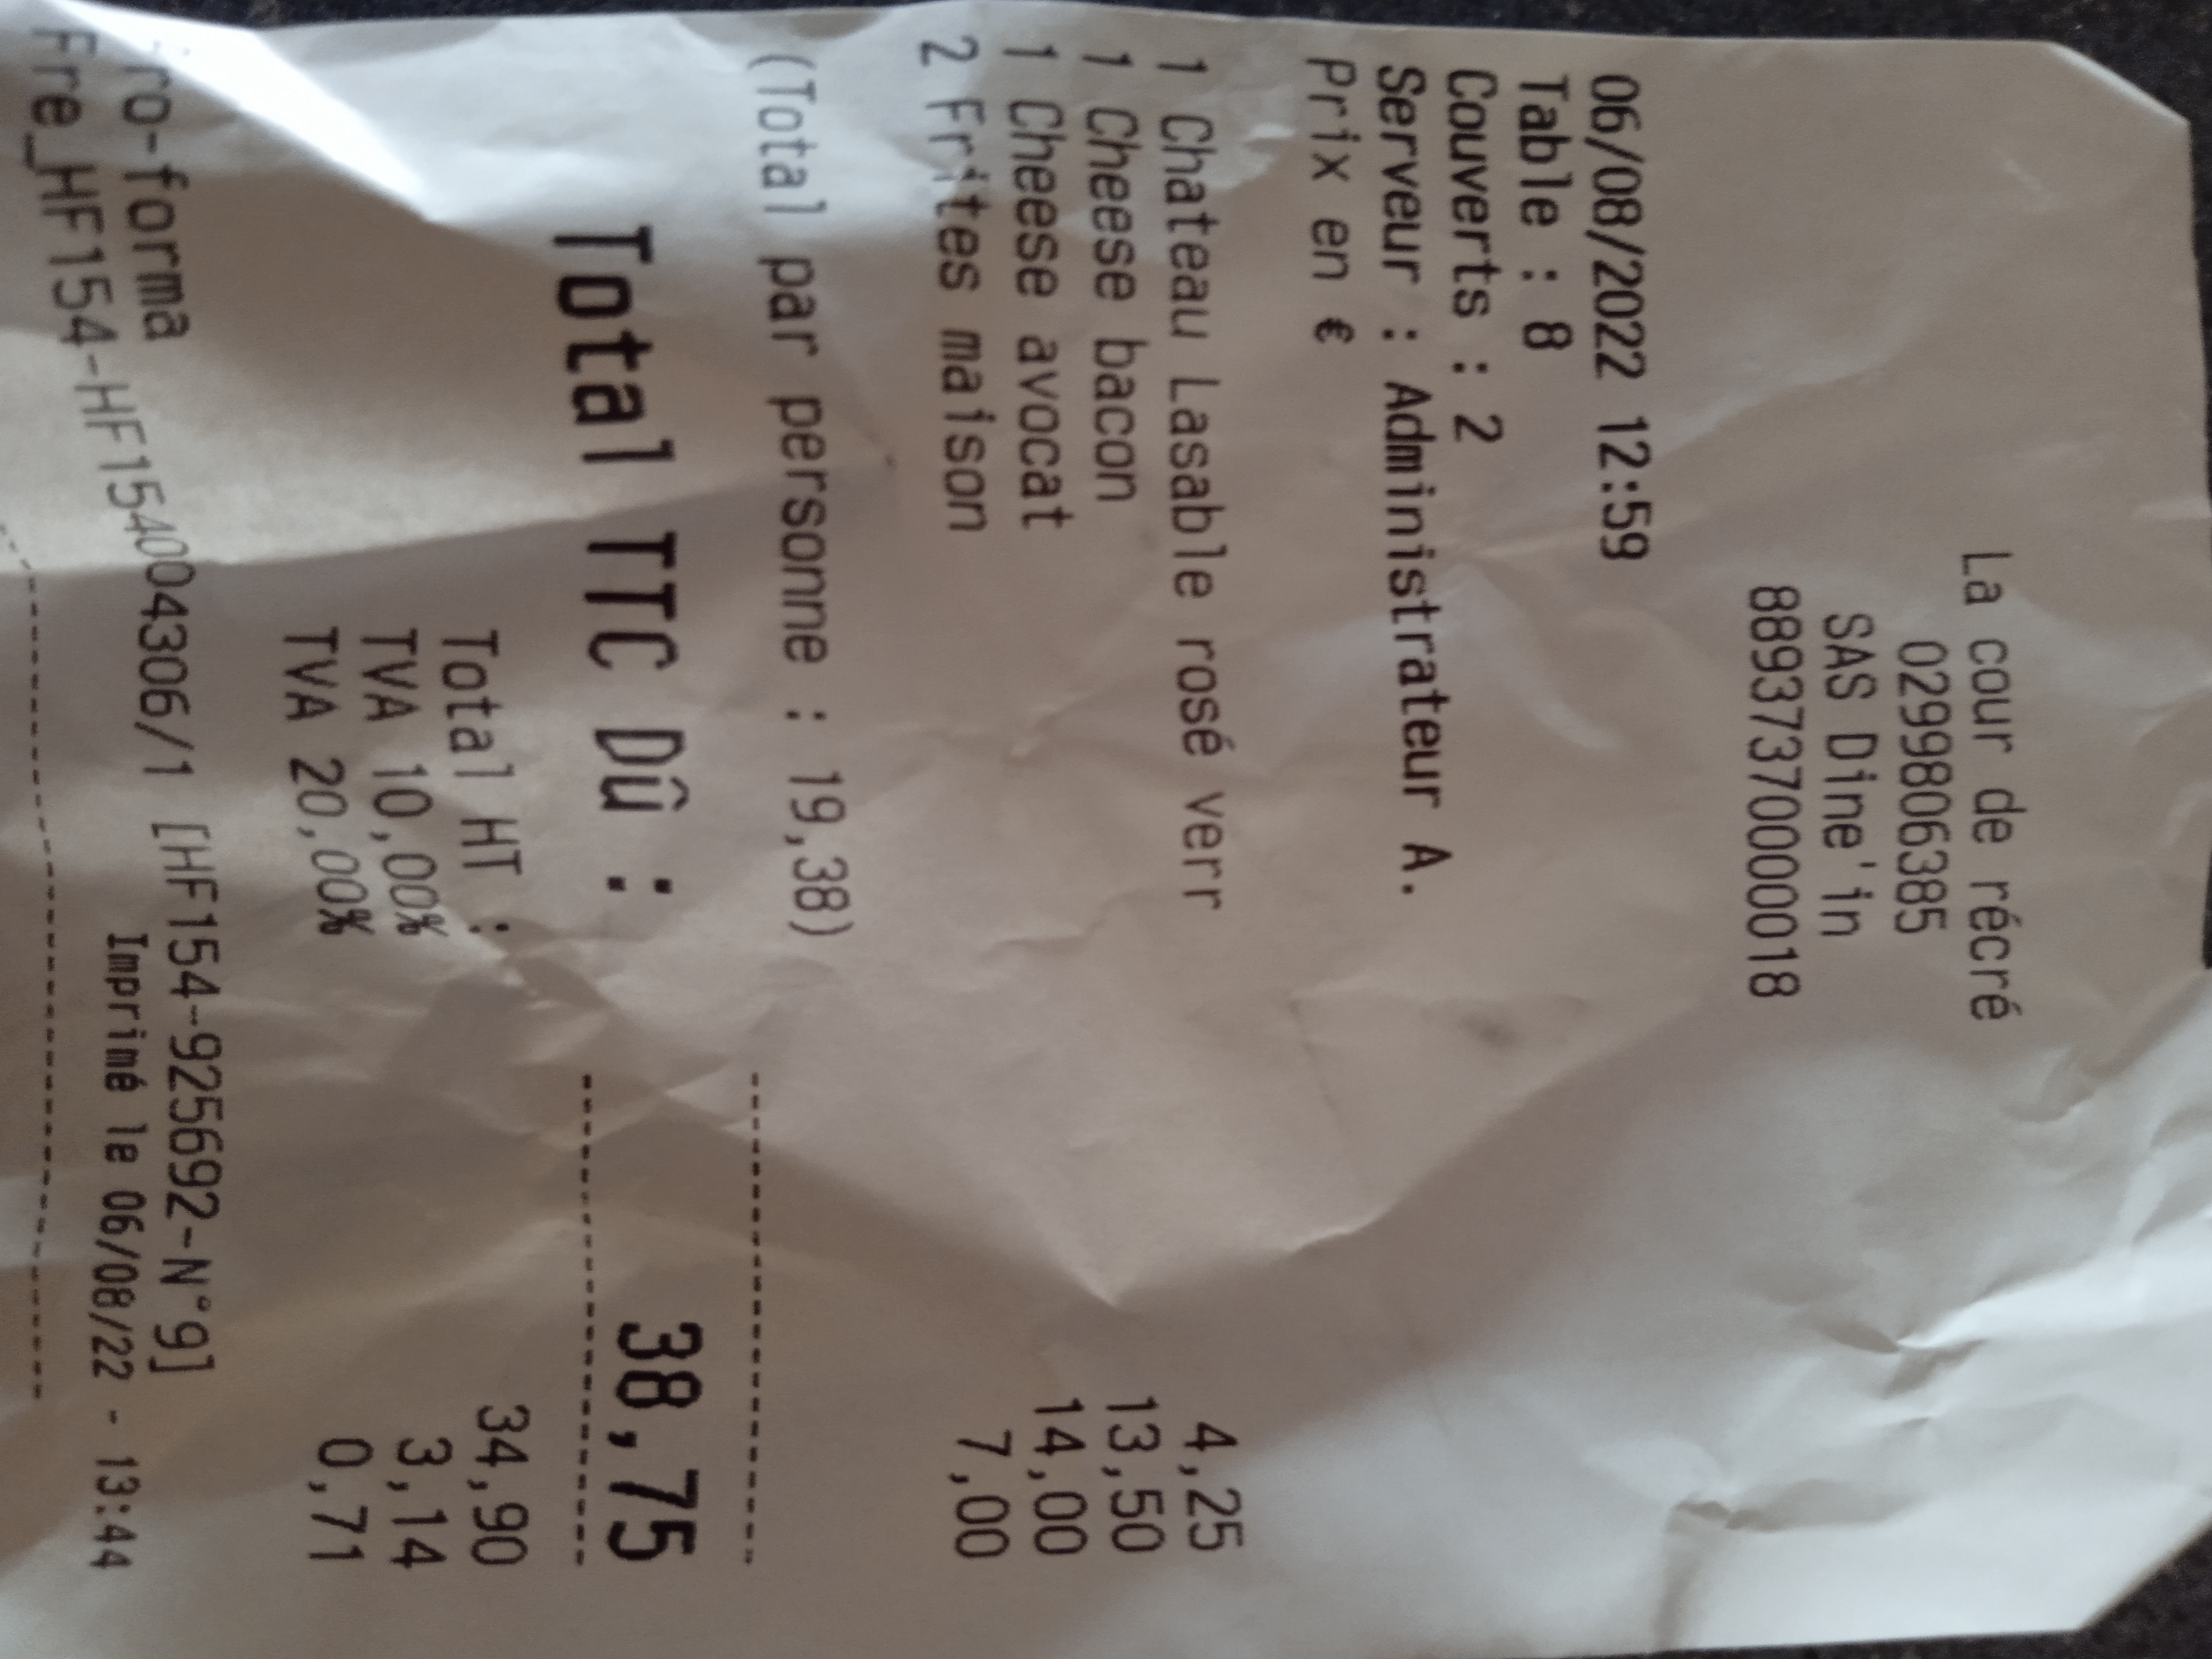 La cour de récré
0299806385
SAS Dine'in
88937370000018
06/08/2022 12:59
Table : 8
Couverts : 2
Serveur : Administrateur A.
Prix en €
1 Chateau Lasable rosé verr 4,25
1 Cheese bacon 13,50
1 Cheese avocat 14,00
2 Frites maison 7,00
(Total par personne : 19,38)
Total TTC Dû : 38,75
Total HT : 34,90
TVA 10,00% 3,14
TVA 20,00% 0,71
ro-forma
Fre_HF154-HF1540004306/1 [HF154-925692-N°9]
Imprimé le 06/08/22 - 13:44